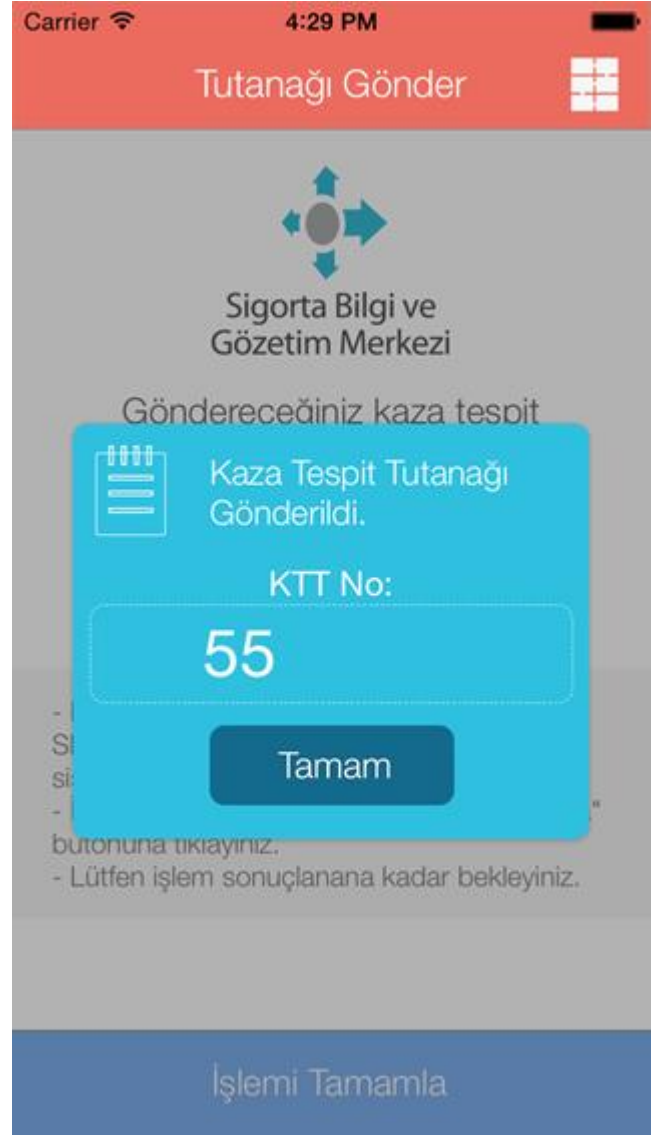 Carrier
4:29 PM
Tutanağı Gönder
Sigorta Bilgi ve
Gözetim Merkezi
Göndereceğiniz kaza tespit
Kaza Tespit Tutanağı
Gönderildi.
KTT No:
55
Tamam
butonuna tıklayınız.
- Lütfen işlem sonuçlanana kadar bekleyiniz.
İşlemi Tamamla